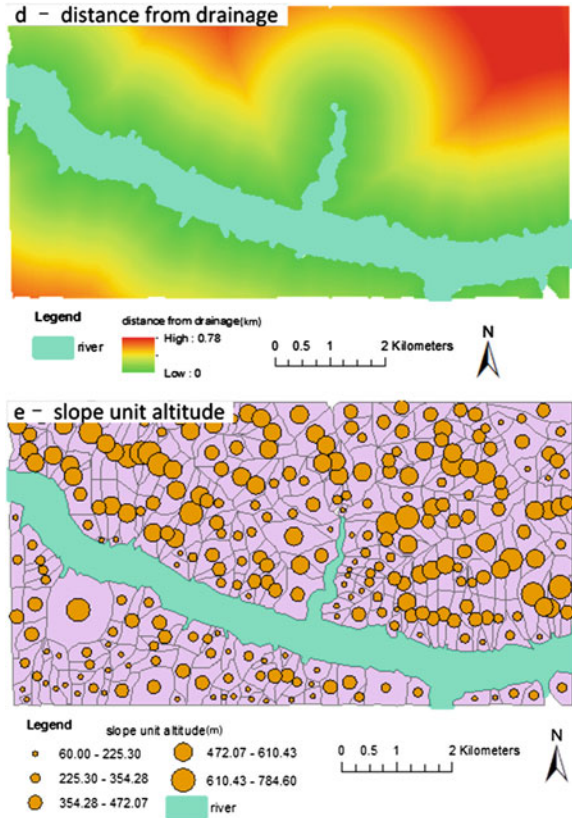 d - distance from drainage
Legend
river
distance from drainage(km)
High : 0.78
Low : 0
0 0.5 1 2 Kilometers
N
e - slope unit altitude
Legend
slope unit altitude(m)
60.00 - 225.30
225.30 - 354.28
354.28 - 472.07
472.07 - 610.43
610.43 - 784.60
river
0 0.5 1 2 Kilometers
N